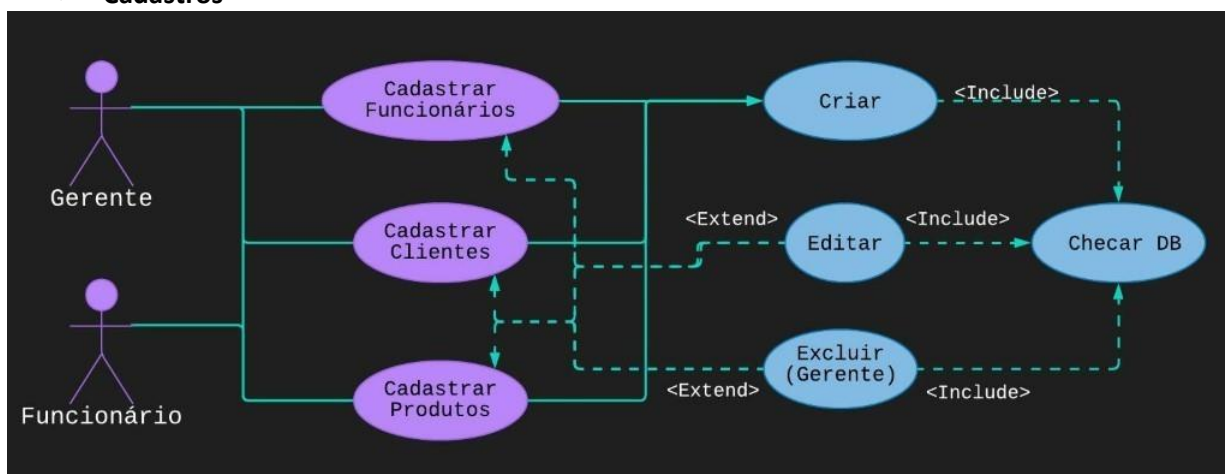 Cadastros
Cadastrar
Funcionários
Criar
<Include>
Gerente
Cadastrar
Clientes
<Extend>
Editar
<Include>
Checar DB
Excluir
(Gerente)
<Extend>
<Include>
Cadastrar
Produtos
Funcionário